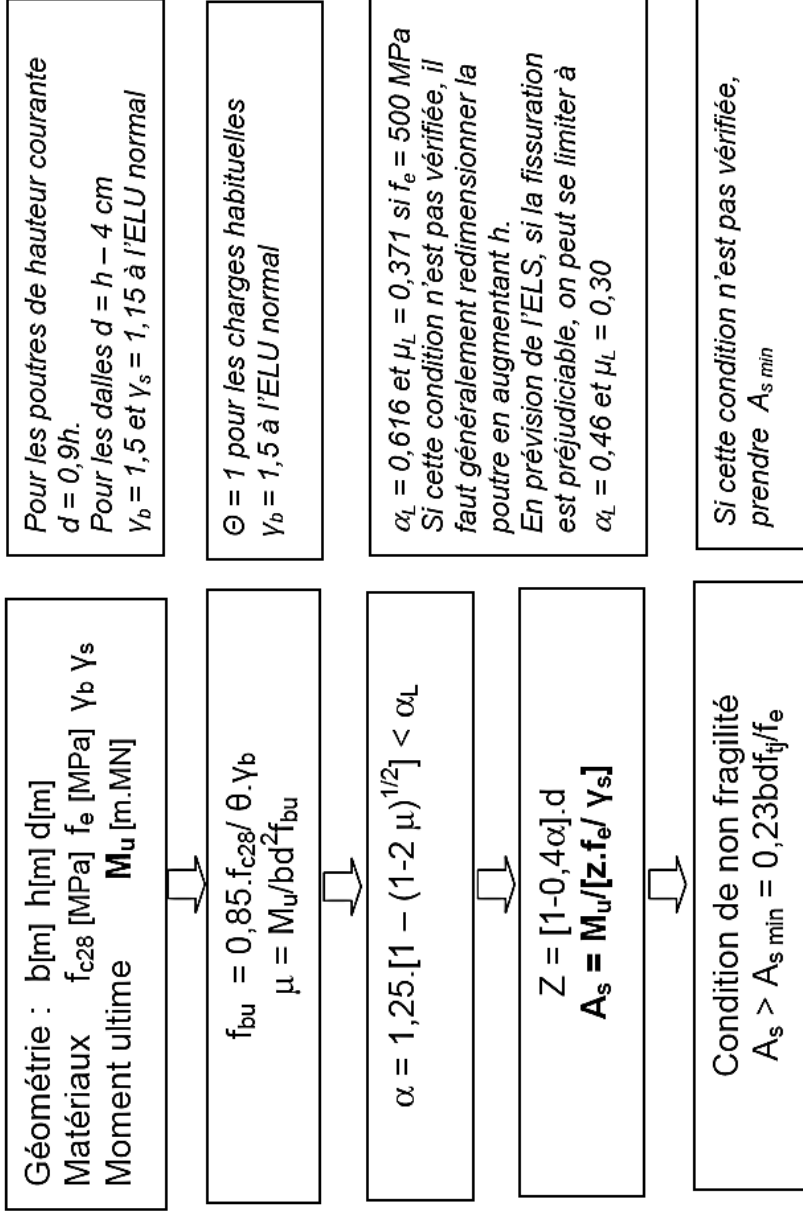 Géométrie : b[m] h[m] d[m]
Matériaux f_c28 [MPa] f_e [MPa] γ_b γ_s
Moment ultime M_u [m.MN]
Pour les poutres de hauteur courante
d = 0,9h.
Pour les dalles d = h – 4 cm
γ_b = 1,5 et γ_s = 1,15 à l'ELU normal
f_bu = 0,85.f_c28/ θ.γ_b
μ = M_u/bd²f_bu
Θ = 1 pour les charges habituelles
γ_b = 1,5 à l'ELU normal
α = 1,25.[1 – (1-2 μ)^1/2] < α_L
α_L = 0,616 et μ_L = 0,371 si f_e = 500 MPa
Si cette condition n'est pas vérifiée, il
faut généralement redimensionner la
poutre en augmentant h.
En prévision de l'ELS, si la fissuration
est préjudiciable, on peut se limiter à
α_L = 0,46 et μ_L = 0,30
Z = [1-0,4α].d
A_s = M_u/[z.f_e/ γ_s]
Condition de non fragilité
A_s > A_s min = 0,23bdf_tj/f_e
Si cette condition n'est pas vérifiée,
prendre A_s min